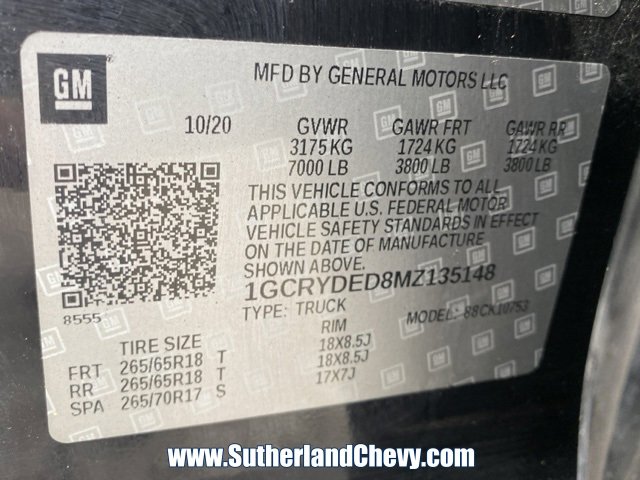 GM
MFD BY GENERAL MOTORS LLC
10/20 GVWR GAWR FRT GAWR RR
3175 KG 1724 KG 1724 KG
7000 LB 3800 LB 3800 LB
THIS VEHICLE CONFORMS TO ALL
APPLICABLE U.S. FEDERAL MOTOR
VEHICLE SAFETY STANDARDS IN EFFECT
ON THE DATE OF MANUFACTURE
SHOWN ABOVE.
1GCRYDED8MZ135148
8555 TYPE: TRUCK MODEL: 88CK10753
TIRE SIZE RIM
FRT 265/65R18 T 18X8.5J
RR 265/65R18 T 18X8.5J
SPA 265/70R17 S 17X7J
www.SutherlandChevy.com